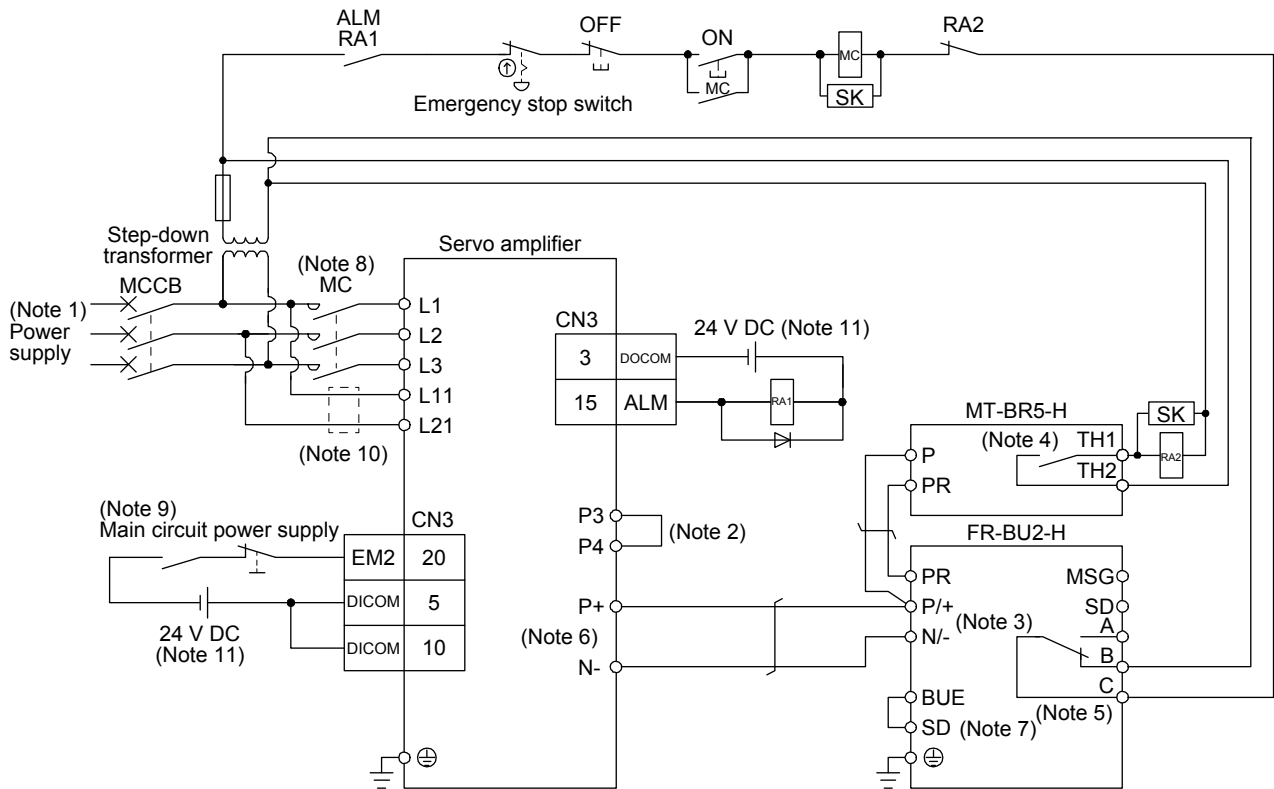 ALM
RA1
OFF
ON
RA2
MC
MC
SK
Emergency stop switch
Step-down
transformer
MCCB
(Note 8)
MC
Servo amplifier
(Note 1)
Power
supply
L1
L2
L3
L11
L21
(Note 10)
CN3
24 V DC (Note 11)
3 DOCOM
15 ALM
RA1
MT-BR5-H
SK
(Note 4)
TH1
RA2
TH2
P
PR
(Note 9)
Main circuit power supply
CN3
EM2 20
DICOM 5
DICOM 10
24 V DC
(Note 11)
P3
P4
(Note 2)
P+
(Note 6)
N-
FR-BU2-H
PR
MSG
P/+
SD
(Note 3)
A
N/-
B
C
BUE
(Note 5)
SD
(Note 7)